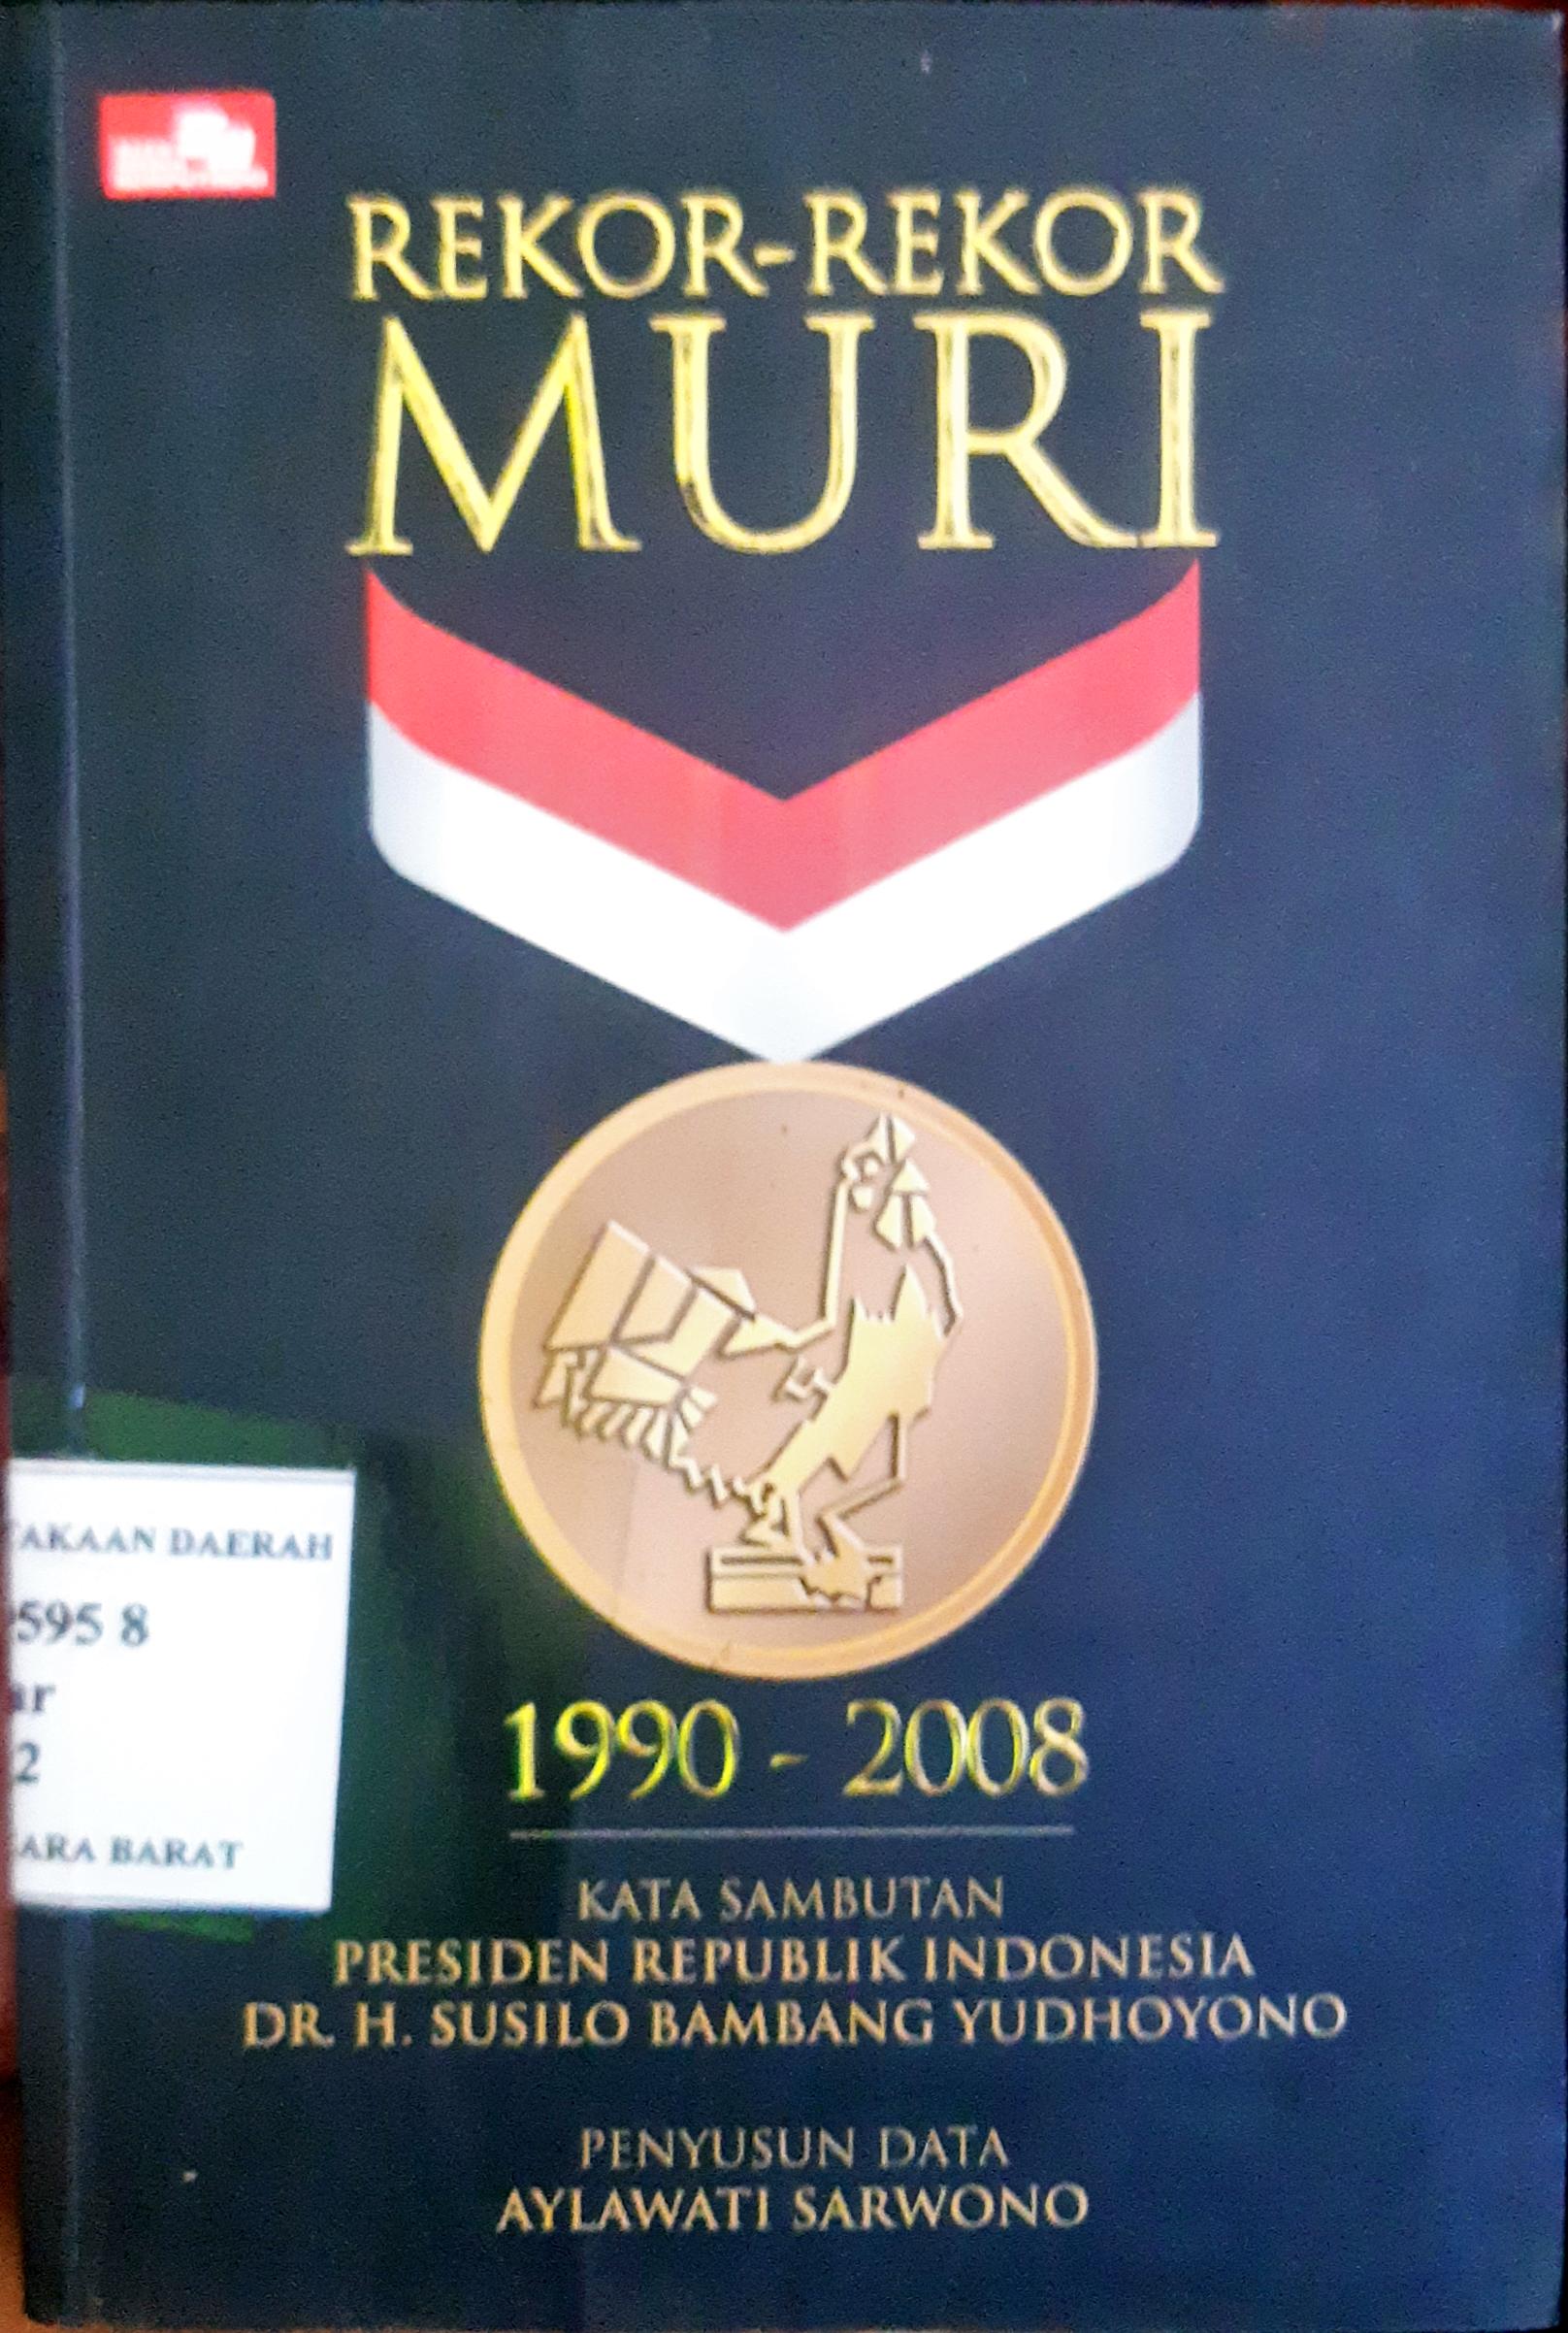 REKOR-REKOR
MURI
AKAAN DAERAH
595 8
ar
2
ARA BARAT
1990 - 2008
KATA SAMBUTAN
PRESIDEN REPUBLIK INDONESIA
DR. H. SUSILO BAMBANG YUDHOYONO
PENYUSUN DATA
AYLAWATI SARWONO